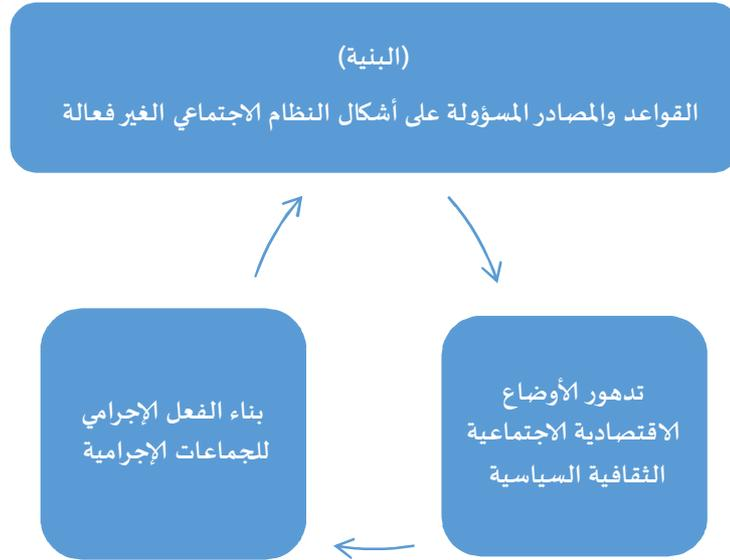 (البنية)
القواعد والمصادر المسؤولة على أشكال النظام الاجتماعي الغير فعالة
تدهور الأوضاع
الاقتصادية الاجتماعية
الثقافية السياسية
بناء الفعل الإجرامي
للجماعات الإجرامية